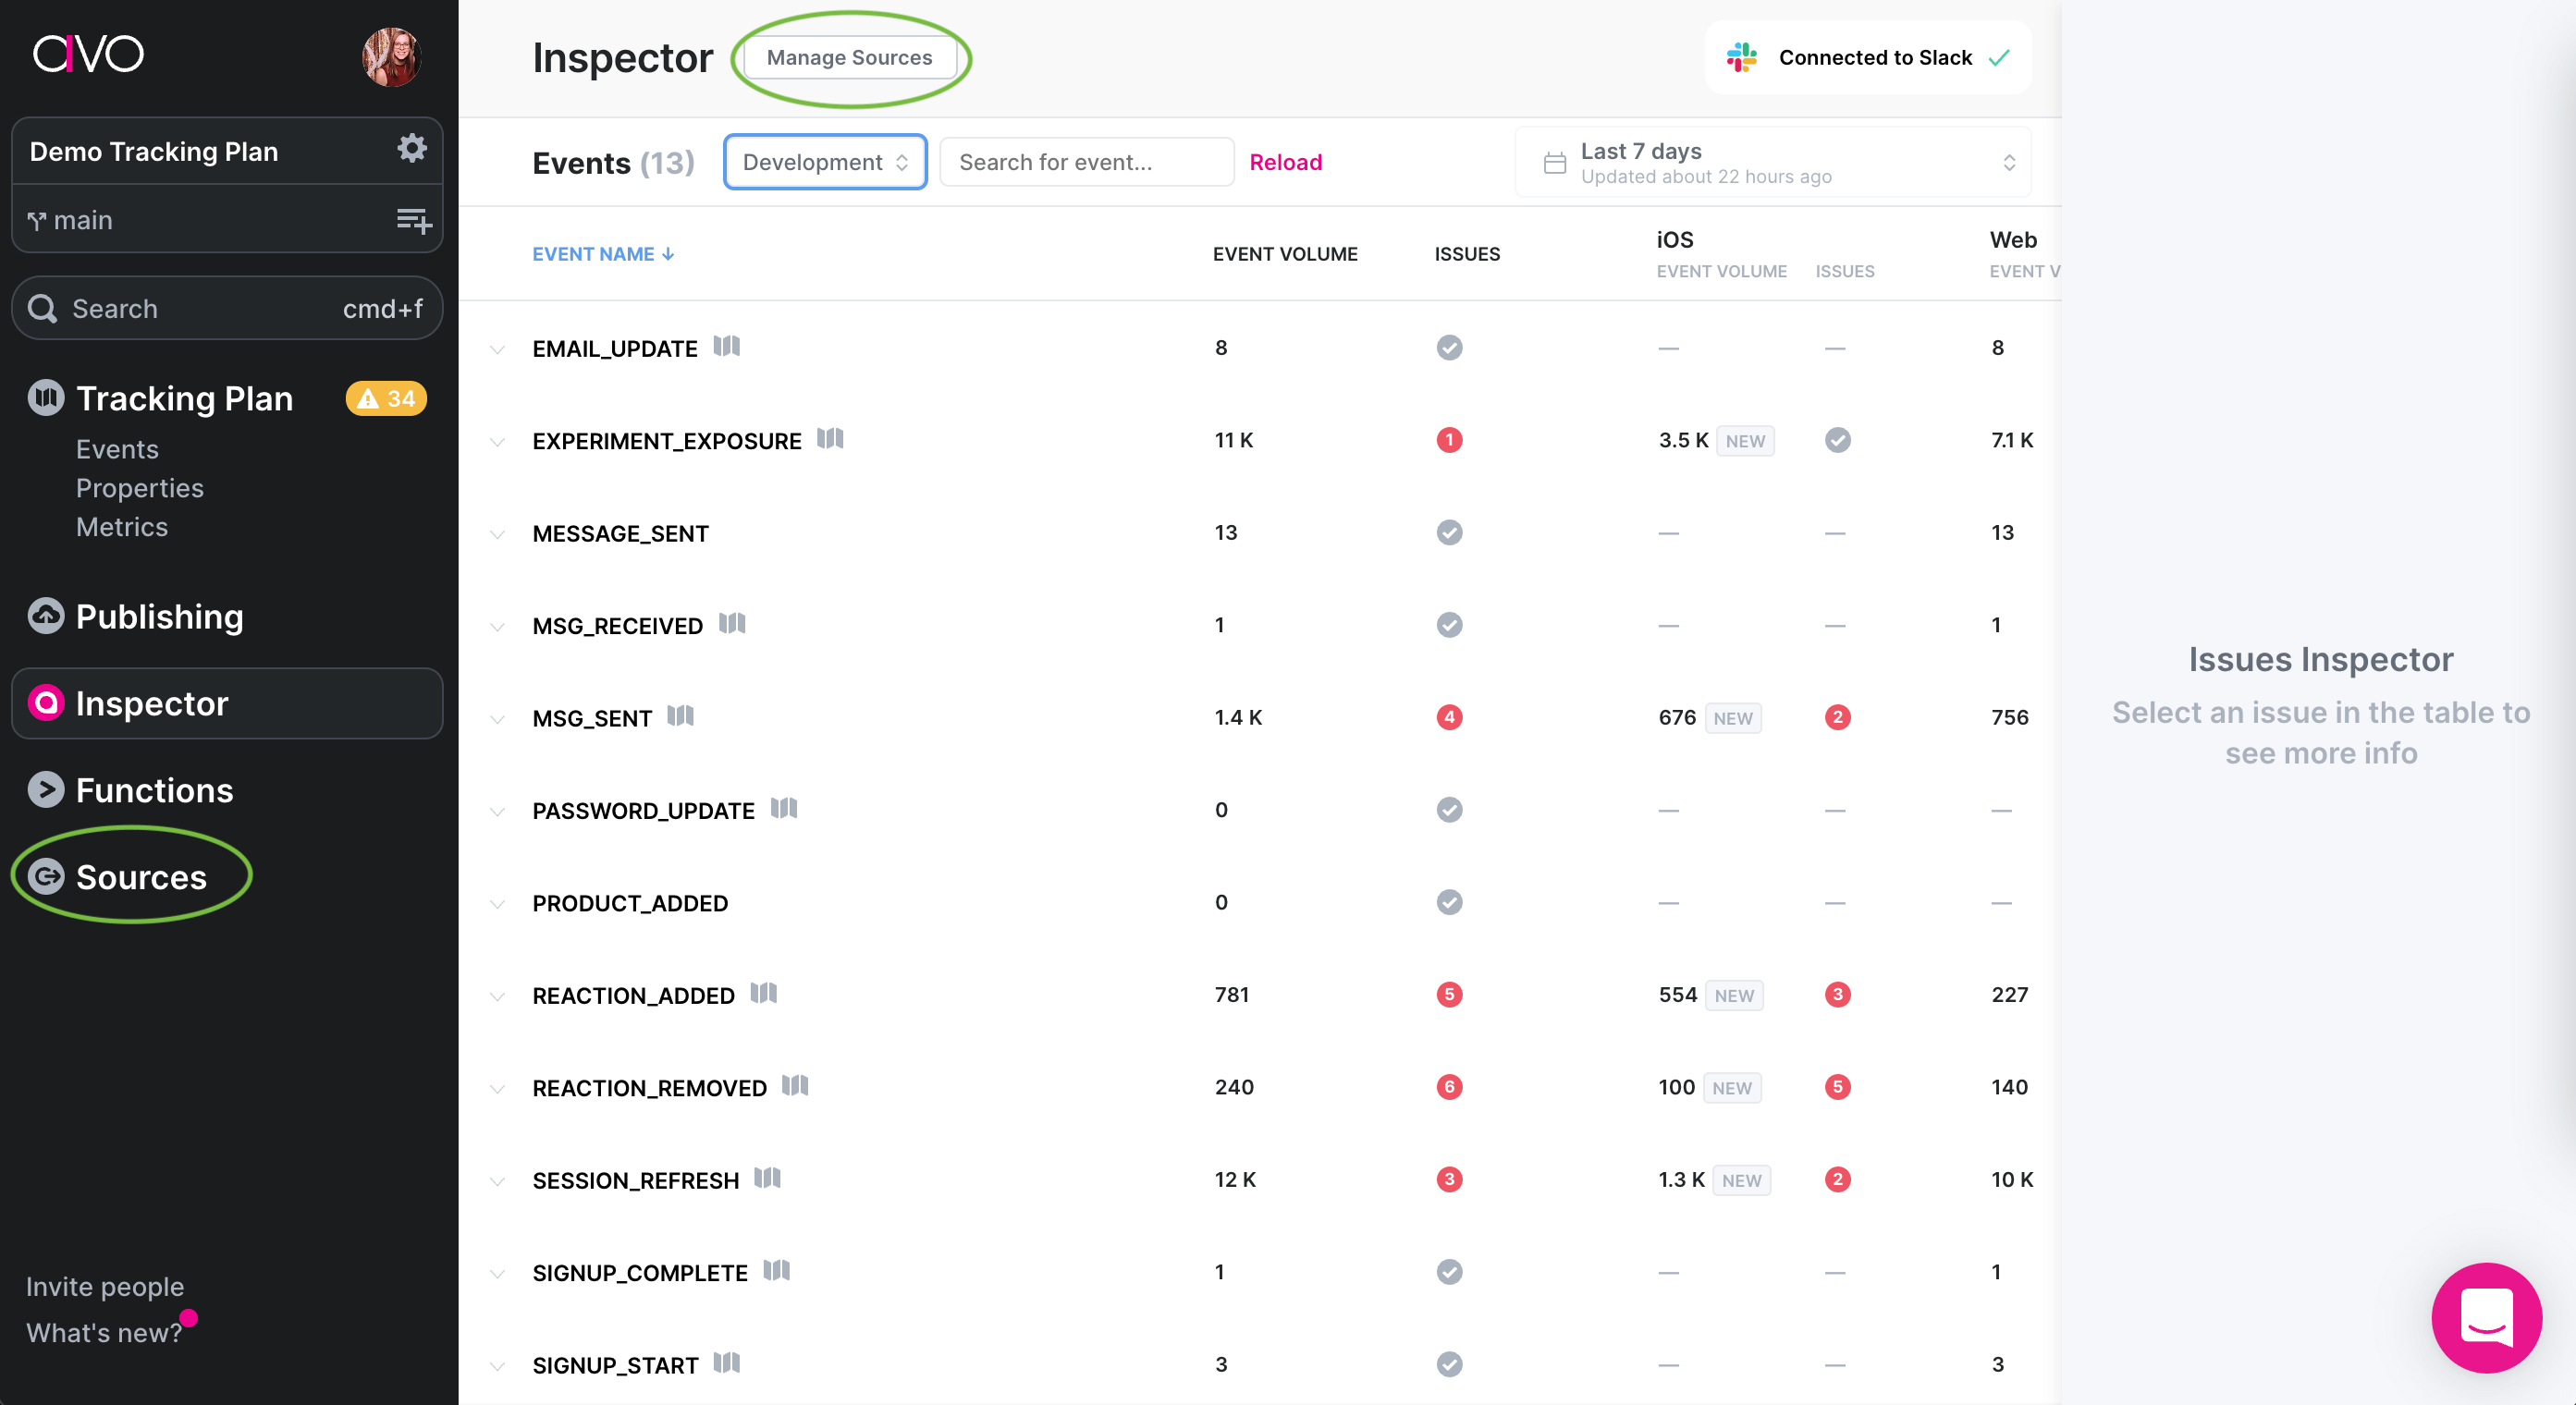 avo
Demo Tracking Plan
main
Search cmd+f
Tracking Plan 34
Events
Properties
Metrics
Publishing
Inspector
Functions
Sources
Invite people
What's new?
Inspector Manage Sources Connected to Slack
Events (13) Development Search for event... Reload Last 7 days
Updated about 22 hours ago
EVENT NAME EVENT VOLUME ISSUES iOS Web
EVENT VOLUME ISSUES EVENT V
EMAIL_UPDATE 8 — — 8
EXPERIMENT_EXPOSURE 11 K 1 3.5 K NEW 7.1 K
MESSAGE_SENT 13 — — 13
MSG_RECEIVED 1 — — 1
MSG_SENT 1.4 K 4 676 NEW 2 756
PASSWORD_UPDATE 0 — — —
PRODUCT_ADDED 0 — — —
REACTION_ADDED 781 5 554 NEW 3 227
REACTION_REMOVED 240 6 100 NEW 5 140
SESSION_REFRESH 12 K 3 1.3 K NEW 2 10 K
SIGNUP_COMPLETE 1 — — 1
SIGNUP_START 3 — — 3
Issues Inspector
Select an issue in the table to
see more info